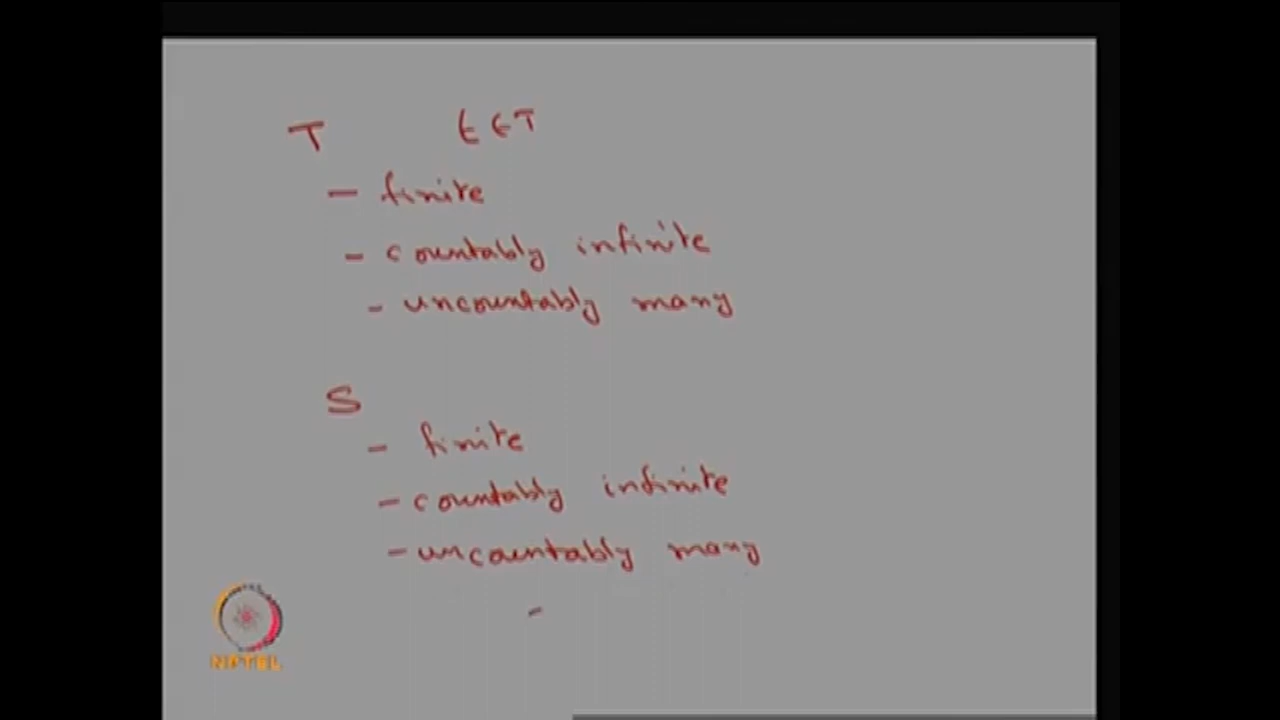 T t ∈ T
- finite
- countably infinite
- uncountably many
S
- finite
- countably infinite
- uncountably many
-
NPTEL